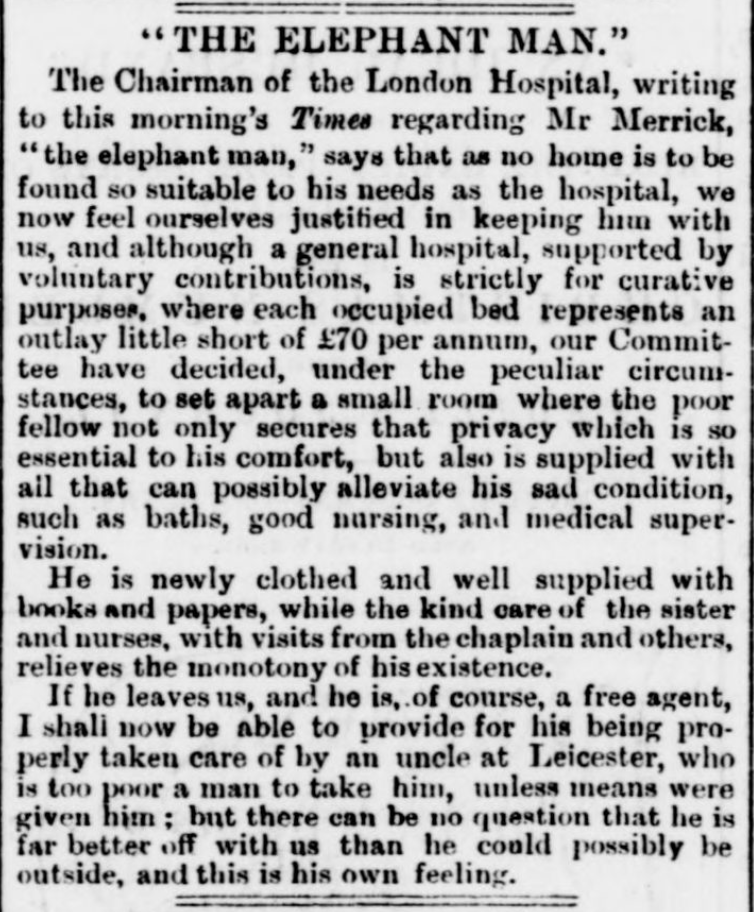 "THE ELEPHANT MAN."
The Chairman of the London Hospital, writing
to this morning's Times regarding Mr Merrick,
"the elephant man," says that as no home is to be
found so suitable to his needs as the hospital, we
now feel ourselves justified in keeping him with
us, and although a general hospital, supported by
voluntary contributions, is strictly for curative
purposes, where each occupied bed represents an
outlay little short of £70 per annum, our Commit-
tee have decided, under the peculiar circum-
stances, to set apart a small room where the poor
fellow not only secures that privacy which is so
essential to his comfort, but also is supplied with
all that can possibly alleviate his sad condition,
such as baths, good nursing, and medical super-
vision.
He is newly clothed and well supplied with
books and papers, while the kind care of the sister
and nurses, with visits from the chaplain and others,
relieves the monotony of his existence.
If he leaves us, and he is, of course, a free agent,
I shall now be able to provide for his being pro-
perly taken care of by an uncle at Leicester, who
is too poor a man to take him, unless means were
given him; but there can be no question that he is
far better off with us than he could possibly be
outside, and this is his own feeling.